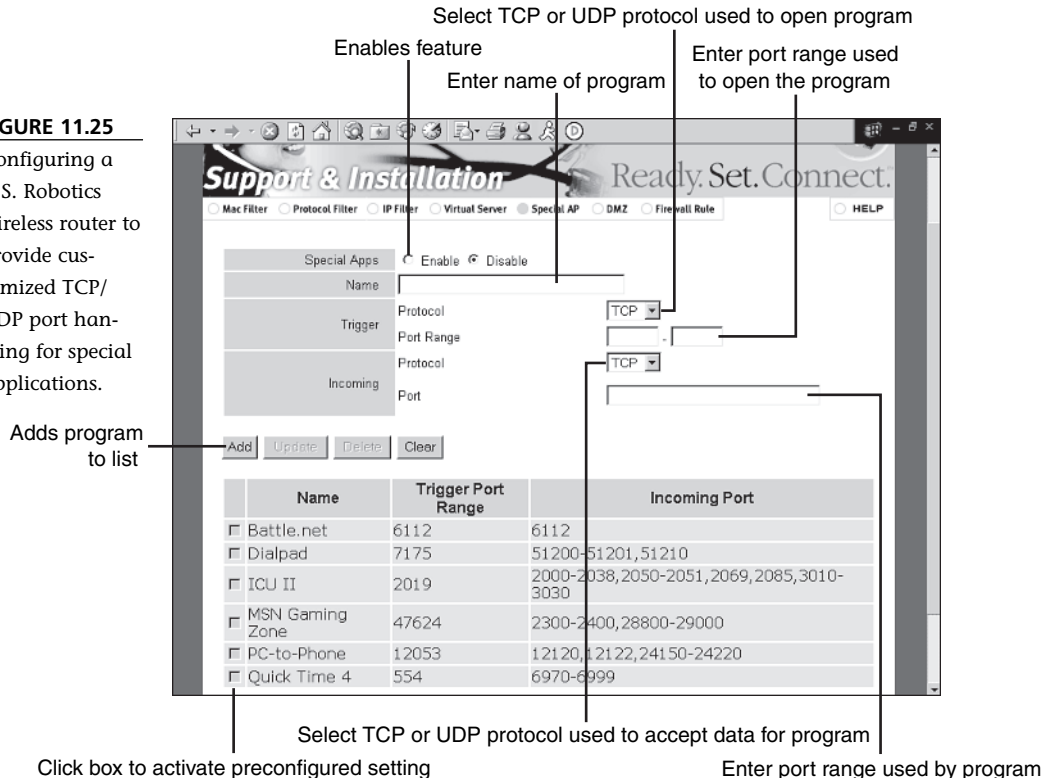 Select TCP or UDP protocol used to open program
Enables feature
Enter port range used
to open the program
Enter name of program
GURE 11.25
onfiguring a
S. Robotics
ireless router to
rovide cus-
mized TCP/
DP port han-
ing for special
pplications.
Support & Installation
Ready. Set. Connect.
Mac Filter Protocol Filter IP Filter Virtual Server Special AP DMZ Firewall Rule HELP
Special Apps Enable Disable
Name
Trigger
Protocol TCP
Port Range -
Incoming
Protocol TCP
Port
Adds program
to list
Add Update Delete Clear
Name Trigger Port Range Incoming Port
Battle.net 6112 6112
Dialpad 7175 51200-51201,51210
ICU II 2019 2000-2038,2050-2051,2069,2085,3010-
3030
MSN Gaming
Zone 47624 2300-2400,28800-29000
PC-to-Phone 12053 12120,12122,24150-24220
Quick Time 4 554 6970-6999
Select TCP or UDP protocol used to accept data for program
Click box to activate preconfigured setting
Enter port range used by program